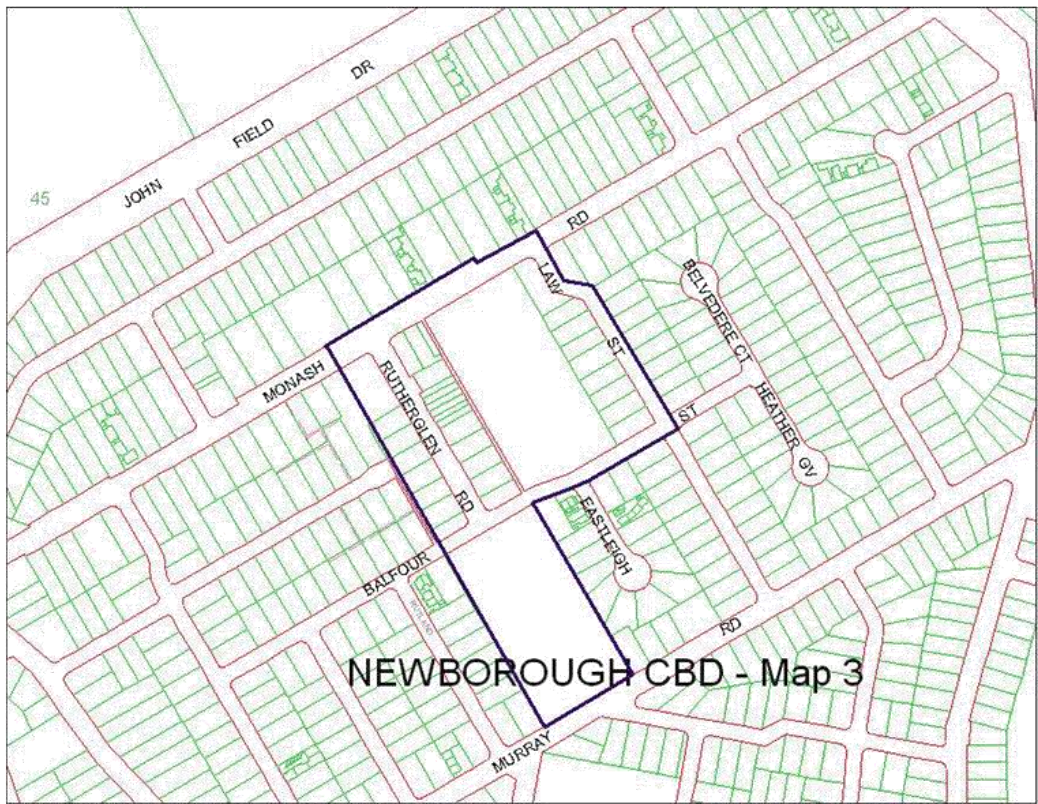 JOHN FIELD DR
45
MONASH RD
LAW ST
BELVEDERE CT
RUTHERGLEN RD
HEATHER GV
BALFOUR ST
EASTLEIGH
RUTLAND
NEWBOROUGH CBD - Map 3
MURRAY RD